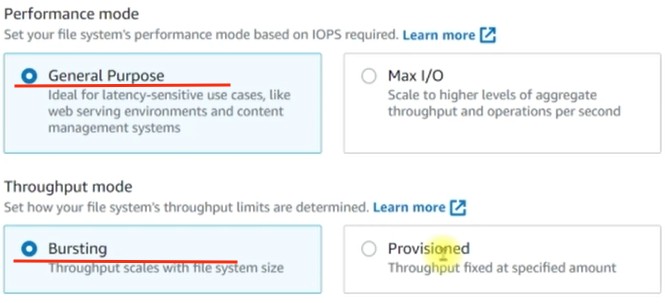 Performance mode
Set your file system's performance mode based on IOPS required. Learn more
General Purpose
Ideal for latency-sensitive use cases, like
web serving environments and content
management systems
Max I/O
Scale to higher levels of aggregate
throughput and operations per second
Throughput mode
Set how your file system's throughput limits are determined. Learn more
Bursting
Throughput scales with file system size
Provisioned
Throughput fixed at specified amount